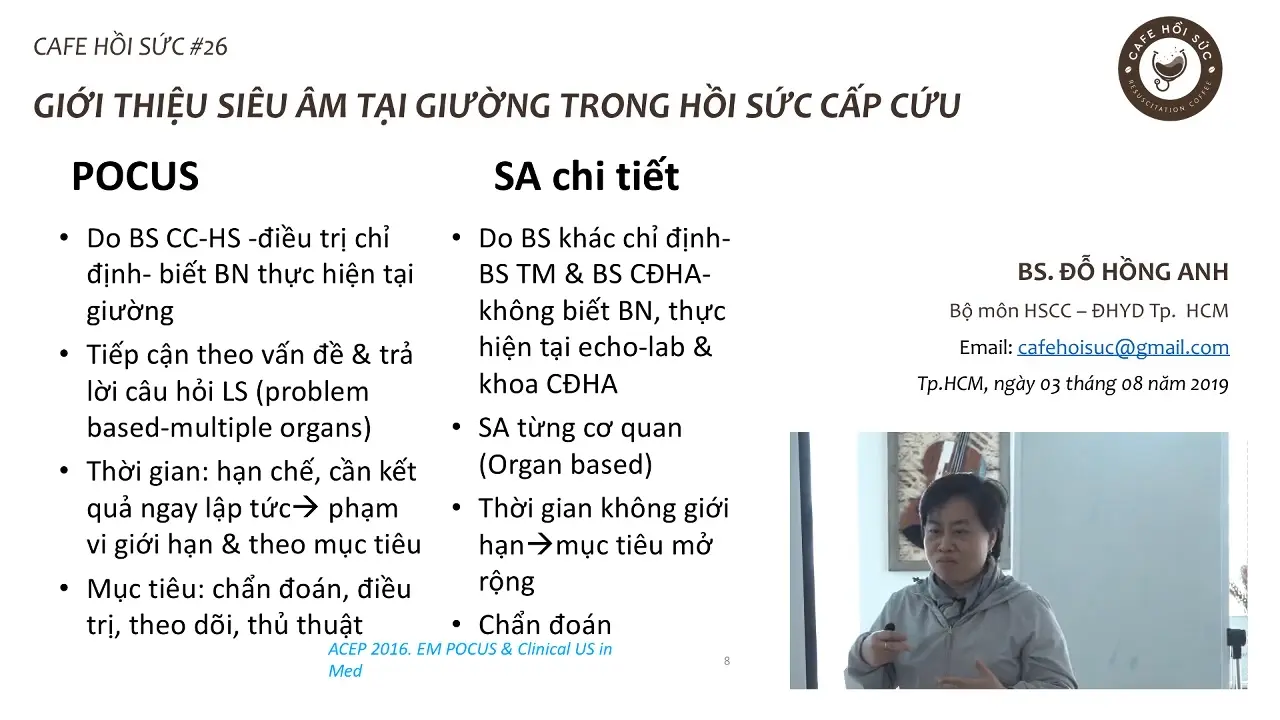 CAFE HỒI SỨC #26
GIỚI THIỆU SIÊU ÂM TẠI GIƯỜNG TRONG HỒI SỨC CẤP CỨU
CAFE HỒI SỨC
RESUSCITATION COFFEE
POCUS
• Do BS CC-HS -điều trị chỉ
định- biết BN thực hiện tại
giường
• Tiếp cận theo vấn đề & trả
lời câu hỏi LS (problem
based-multiple organs)
• Thời gian: hạn chế, cần kết
quả ngay lập tức→ phạm
vi giới hạn & theo mục tiêu
• Mục tiêu: chẩn đoán, điều
trị, theo dõi, thủ thuật
SA chi tiết
• Do BS khác chỉ định-
BS TM & BS CĐHA-
không biết BN, thực
hiện tại echo-lab &
khoa CĐHA
• SA từng cơ quan
(Organ based)
• Thời gian không giới
hạn→mục tiêu mở
rộng
• Chẩn đoán
ACEP 2016. EM POCUS & Clinical US in
Med
8
BS. ĐỖ HỒNG ANH
Bộ môn HSCC – ĐHYD Tp. HCM
Email: cafehoisuc@gmail.com
Tp.HCM, ngày 03 tháng 08 năm 2019